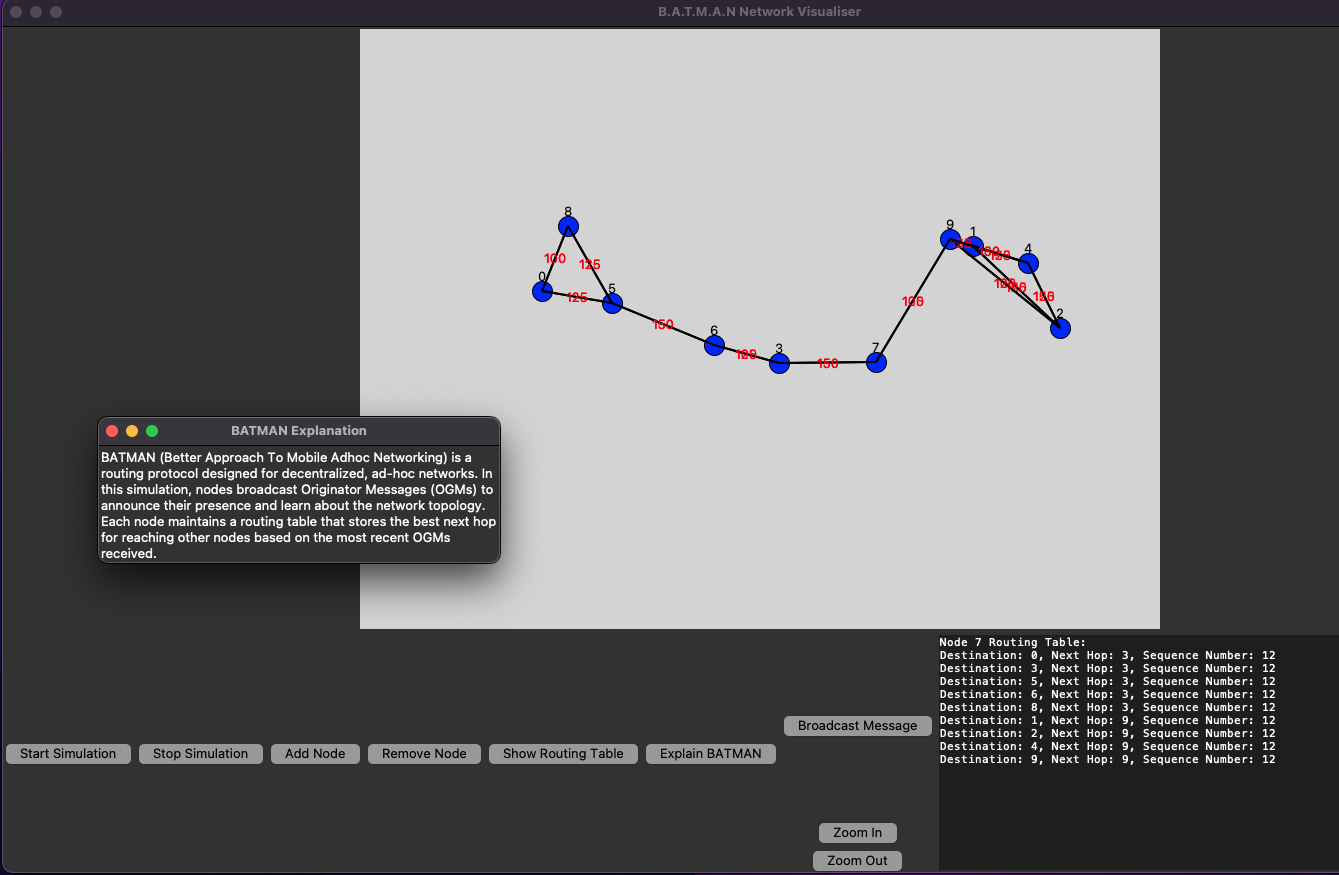 B.A.T.M.A.N Network Visualiser
8
9
1
4
100
125
0
5
125
2
150
6
3
7
150
BATMAN Explanation
BATMAN (Better Approach To Mobile Adhoc Networking) is a
routing protocol designed for decentralized, ad-hoc networks. In
this simulation, nodes broadcast Originator Messages (OGMs) to
announce their presence and learn about the network topology.
Each node maintains a routing table that stores the best next hop
for reaching other nodes based on the most recent OGMs
received.
Node 7 Routing Table:
Destination: 0, Next Hop: 3, Sequence Number: 12
Destination: 3, Next Hop: 3, Sequence Number: 12
Destination: 5, Next Hop: 3, Sequence Number: 12
Destination: 6, Next Hop: 3, Sequence Number: 12
Destination: 8, Next Hop: 3, Sequence Number: 12
Destination: 1, Next Hop: 9, Sequence Number: 12
Destination: 2, Next Hop: 9, Sequence Number: 12
Destination: 4, Next Hop: 9, Sequence Number: 12
Destination: 9, Next Hop: 9, Sequence Number: 12
Broadcast Message
Start Simulation
Stop Simulation
Add Node
Remove Node
Show Routing Table
Explain BATMAN
Zoom In
Zoom Out